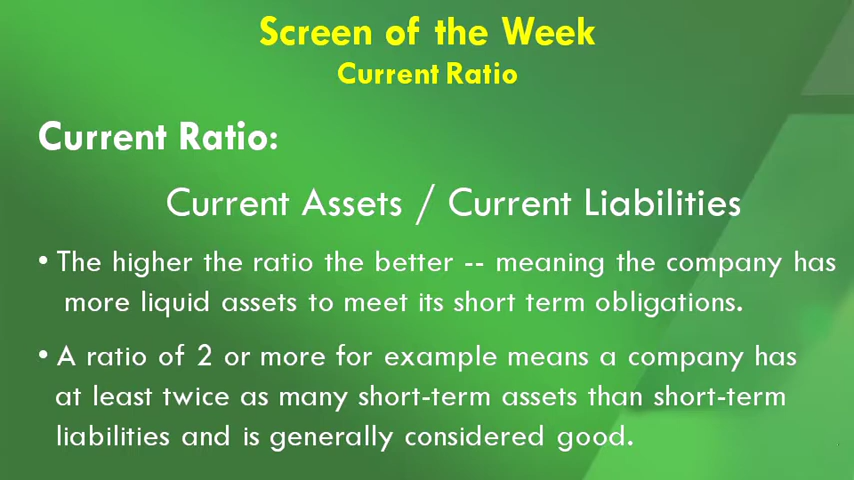 Screen of the Week
Current Ratio
Current Ratio:
Current Assets / Current Liabilities
• The higher the ratio the better -- meaning the company has
more liquid assets to meet its short term obligations.
• A ratio of 2 or more for example means a company has
at least twice as many short-term assets than short-term
liabilities and is generally considered good.